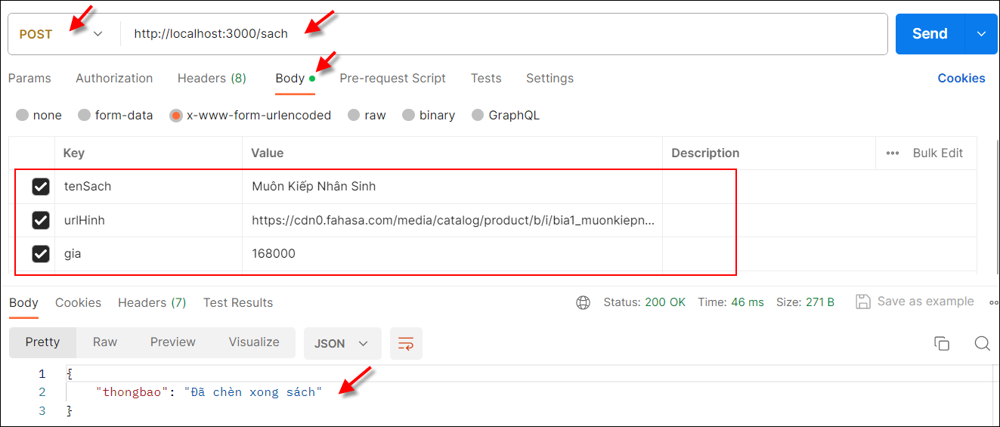 POST http://localhost:3000/sach Send
Params Authorization Headers (8) Body Pre-request Script Tests Settings Cookies
none form-data x-www-form-urlencoded raw binary GraphQL
Key Value Description ••• Bulk Edit
tenSach Muôn Kiếp Nhân Sinh
urlHinh https://cdn0.fahasa.com/media/catalog/product/b/i/bia1_muonkiepn...
gia 168000
Body Cookies Headers (7) Test Results Status: 200 OK Time: 46 ms Size: 271 B Save as example
Pretty Raw Preview Visualize JSON
1 {
2 "thongbao": "Đã chèn xong sách"
3 }